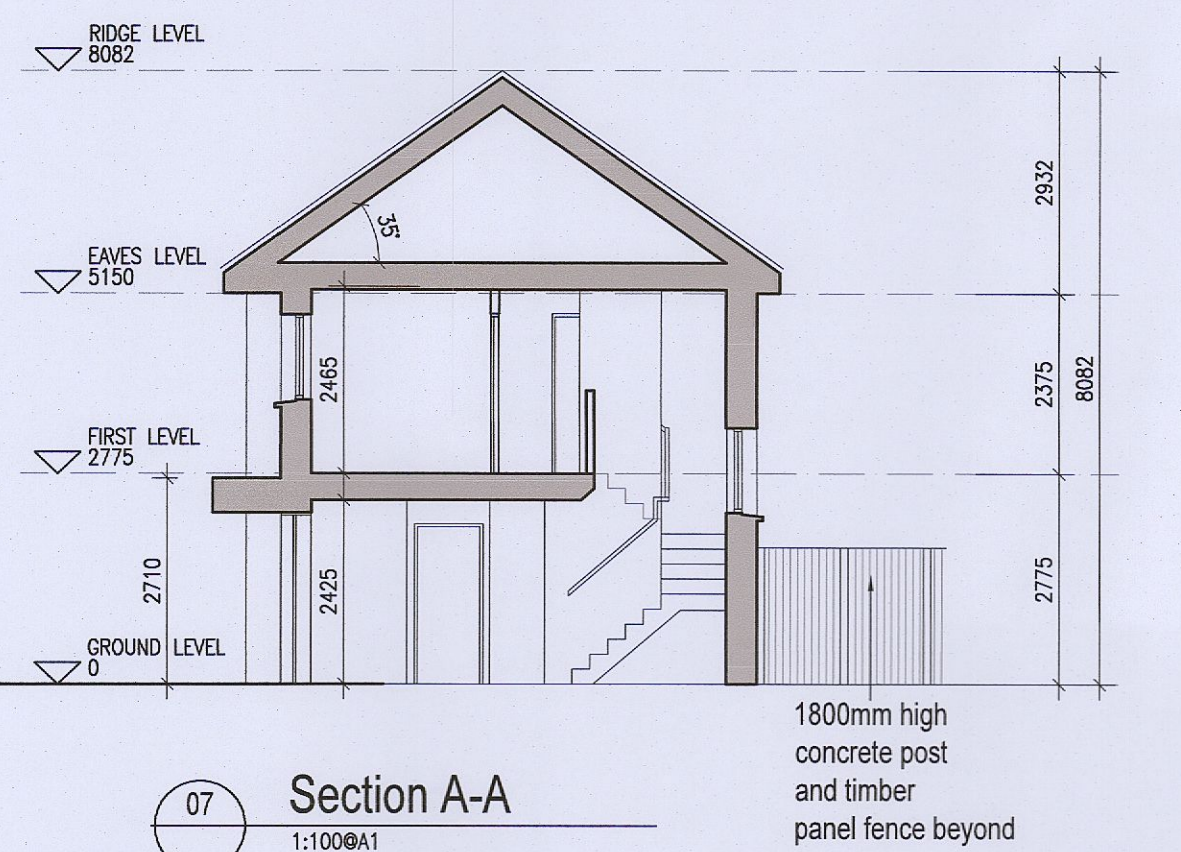 RIDGE LEVEL
8082
2932
35°
EAVES LEVEL
5150
2465
2375
8082
FIRST LEVEL
2775
2710
2425
2775
GROUND LEVEL
0
1800mm high
concrete post
and timber
panel fence beyond
07
Section A-A
1:100@A1